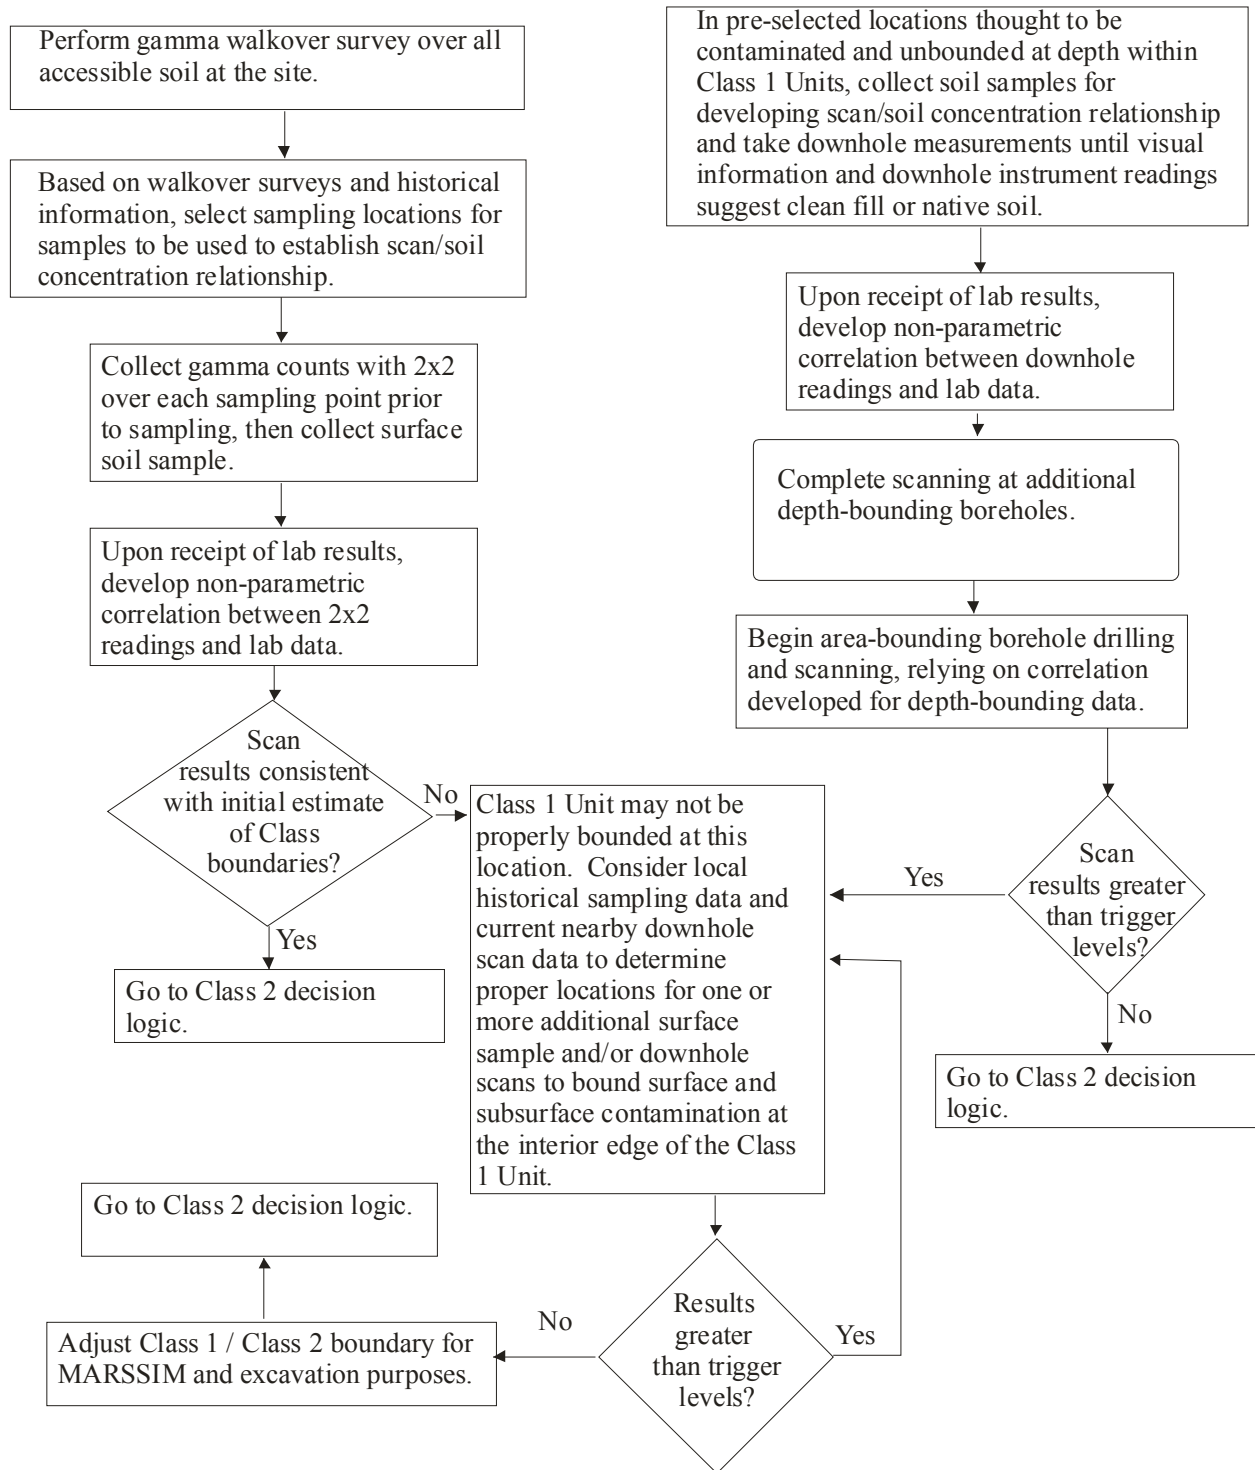 Perform gamma walkover survey over all
accessible soil at the site.
Based on walkover surveys and historical
information, select sampling locations for
samples to be used to establish scan/soil
concentration relationship.
Collect gamma counts with 2x2
over each sampling point prior
to sampling, then collect surface
soil sample.
Upon receipt of lab results,
develop non-parametric
correlation between 2x2
readings and lab data.
Scan
results consistent
with initial estimate
of Class
boundaries?
No
Yes
Go to Class 2 decision
logic.
In pre-selected locations thought to be
contaminated and unbounded at depth within
Class 1 Units, collect soil samples for
developing scan/soil concentration relationship
and take downhole measurements until visual
information and downhole instrument readings
suggest clean fill or native soil.
Upon receipt of lab results,
develop non-parametric
correlation between downhole
readings and lab data.
Complete scanning at additional
depth-bounding boreholes.
Begin area-bounding borehole drilling
and scanning, relying on correlation
developed for depth-bounding data.
Scan
results greater
than trigger
levels?
Yes
No
Go to Class 2 decision
logic.
Class 1 Unit may not be
properly bounded at this
location.  Consider local
historical sampling data and
current nearby downhole
scan data to determine
proper locations for one or
more additional surface
sample and/or downhole
scans to bound surface and
subsurface contamination at
the interior edge of the Class
1 Unit.
Results
greater
than trigger
levels?
Yes
No
Adjust Class 1 / Class 2 boundary for
MARSSIM and excavation purposes.
Go to Class 2 decision logic.